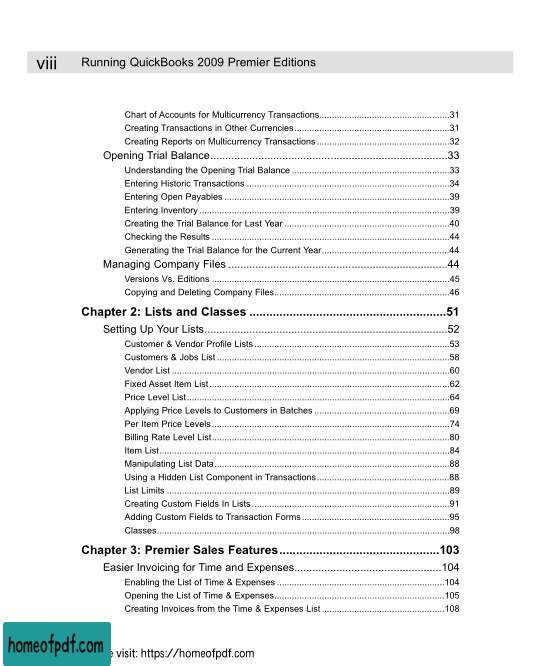 viii Running QuickBooks 2009 Premier Editions
Chart of Accounts for Multicurrency Transactions....................................................31
Creating Transactions in Other Currencies..............................................................31
Creating Reports on Multicurrency Transactions.....................................................32
Opening Trial Balance................................................................................33
Understanding the Opening Trial Balance...............................................................33
Entering Historic Transactions.................................................................................34
Entering Open Payables..........................................................................................39
Entering Inventory....................................................................................................39
Creating the Trial Balance for Last Year..................................................................40
Checking the Results...............................................................................................44
Generating the Trial Balance for the Current Year...................................................44
Managing Company Files..........................................................................44
Versions Vs. Editions...............................................................................................45
Copying and Deleting Company Files......................................................................46
Chapter 2: Lists and Classes...........................................................51
Setting Up Your Lists..................................................................................52
Customer & Vendor Profile Lists..............................................................................53
Customers & Jobs List.............................................................................................58
Vendor List...............................................................................................................60
Fixed Asset Item List................................................................................................62
Price Level List.........................................................................................................64
Applying Price Levels to Customers in Batches......................................................69
Per Item Price Levels...............................................................................................74
Billing Rate Level List...............................................................................................80
Item List....................................................................................................................84
Manipulating List Data..............................................................................................88
Using a Hidden List Component in Transactions.....................................................88
List Limits.................................................................................................................89
Creating Custom Fields In Lists...............................................................................91
Adding Custom Fields to Transaction Forms...........................................................95
Classes.....................................................................................................................98
Chapter 3: Premier Sales Features................................................103
Easier Invoicing for Time and Expenses..................................................104
Enabling the List of Time & Expenses...................................................................104
Opening the List of Time & Expenses....................................................................105
Creating Invoices from the Time & Expenses List.................................................108
homeofpdf.com visit: https://homeofpdf.com